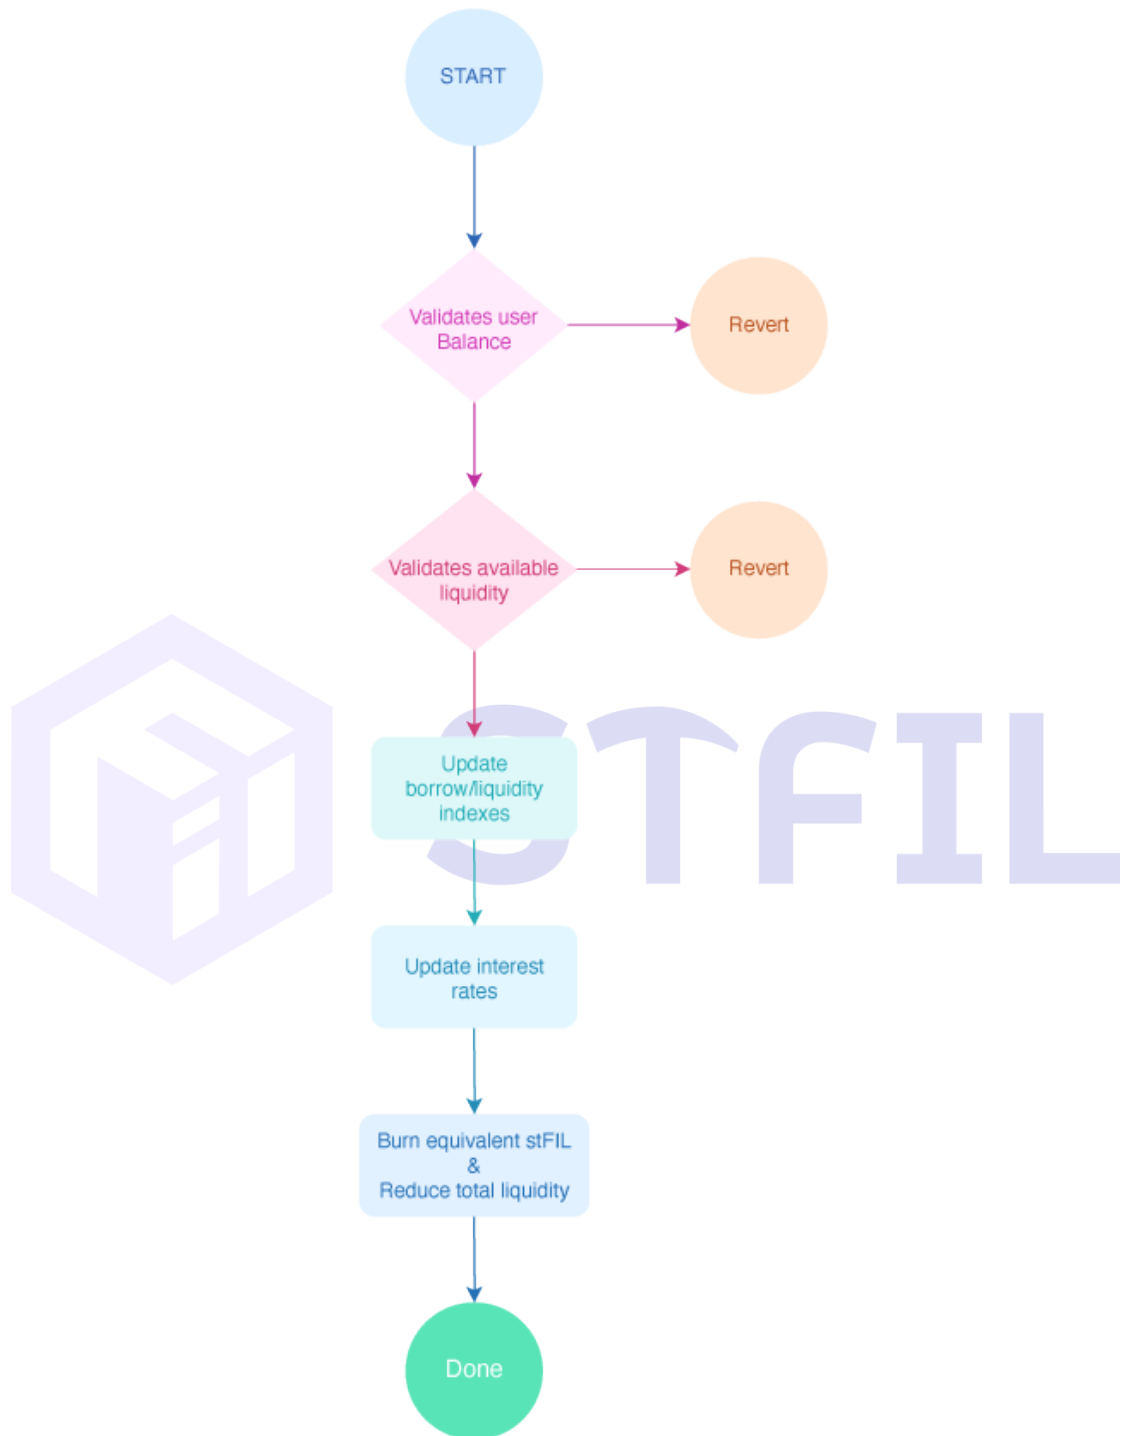 START
Validates user
Balance
Revert
Validates available
liquidity
Revert
Update
borrow/liquidity
indexes
STFIL
Update interest
rates
Burn equivalent stFIL
&
Reduce total liquidity
Done